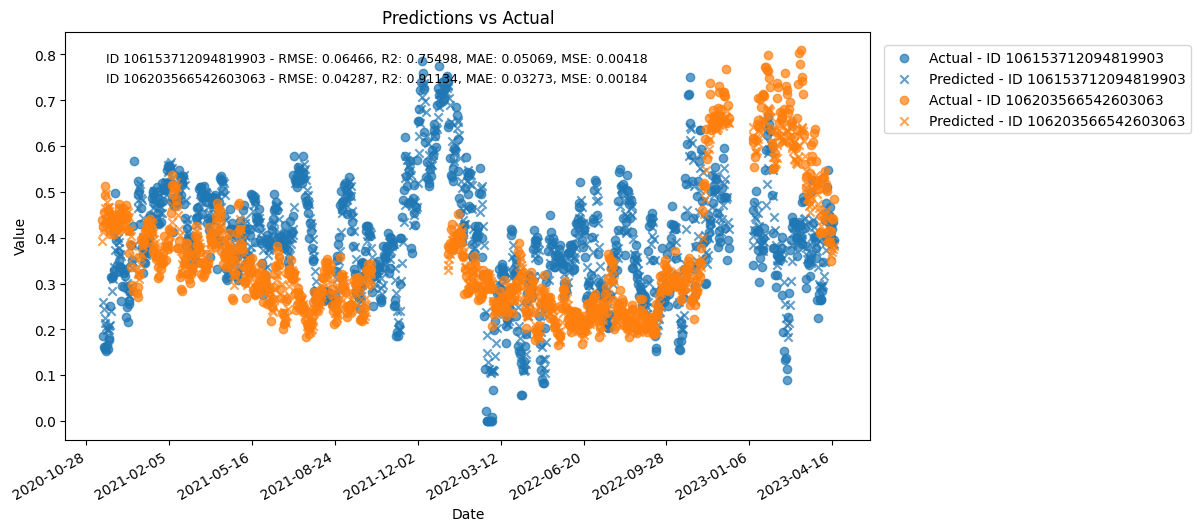 Predictions vs Actual
ID 106153712094819903 - RMSE: 0.06466, R2: 0.75498, MAE: 0.05069, MSE: 0.00418
ID 106203566542603063 - RMSE: 0.04287, R2: 0.91134, MAE: 0.03273, MSE: 0.00184
Actual - ID 106153712094819903
Predicted - ID 106153712094819903
Actual - ID 106203566542603063
Predicted - ID 106203566542603063
Value
0.8
0.7
0.6
0.5
0.4
0.3
0.2
0.1
0.0
2020-10-28
2021-02-05
2021-05-16
2021-08-24
2021-12-02
2022-03-12
2022-06-20
2022-09-28
2023-01-06
2023-04-16
Date